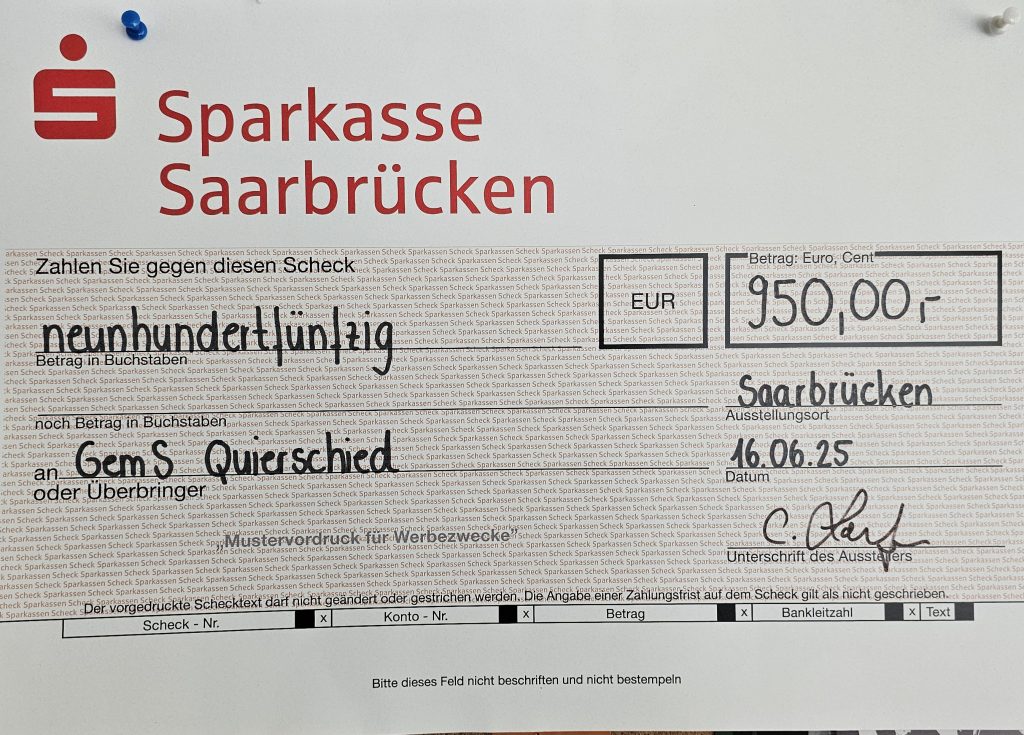 Sparkasse
Saarbrücken
Zahlen Sie gegen diesen Scheck
neunhundertfünfzig
Betrag in Buchstaben
EUR
Betrag: Euro, Cent
950,00,-
noch Betrag in Buchstaben
Saarbrücken
Ausstellungsort
an GemS Quierschied
oder Überbringer
16.06.25
Datum
„Mustervordruck für Werbezwecke"
C.
Unterschrift des Ausstellers
Der vorgedruckte Schecktext darf nicht geändert oder gestrichen werden. Die Angabe einer Zahlungsfrist auf dem Scheck gilt als nicht geschrieben.
Scheck - Nr. x Konto - Nr. x Betrag x Bankleitzahl x Text
Bitte dieses Feld nicht beschriften und nicht bestempeln